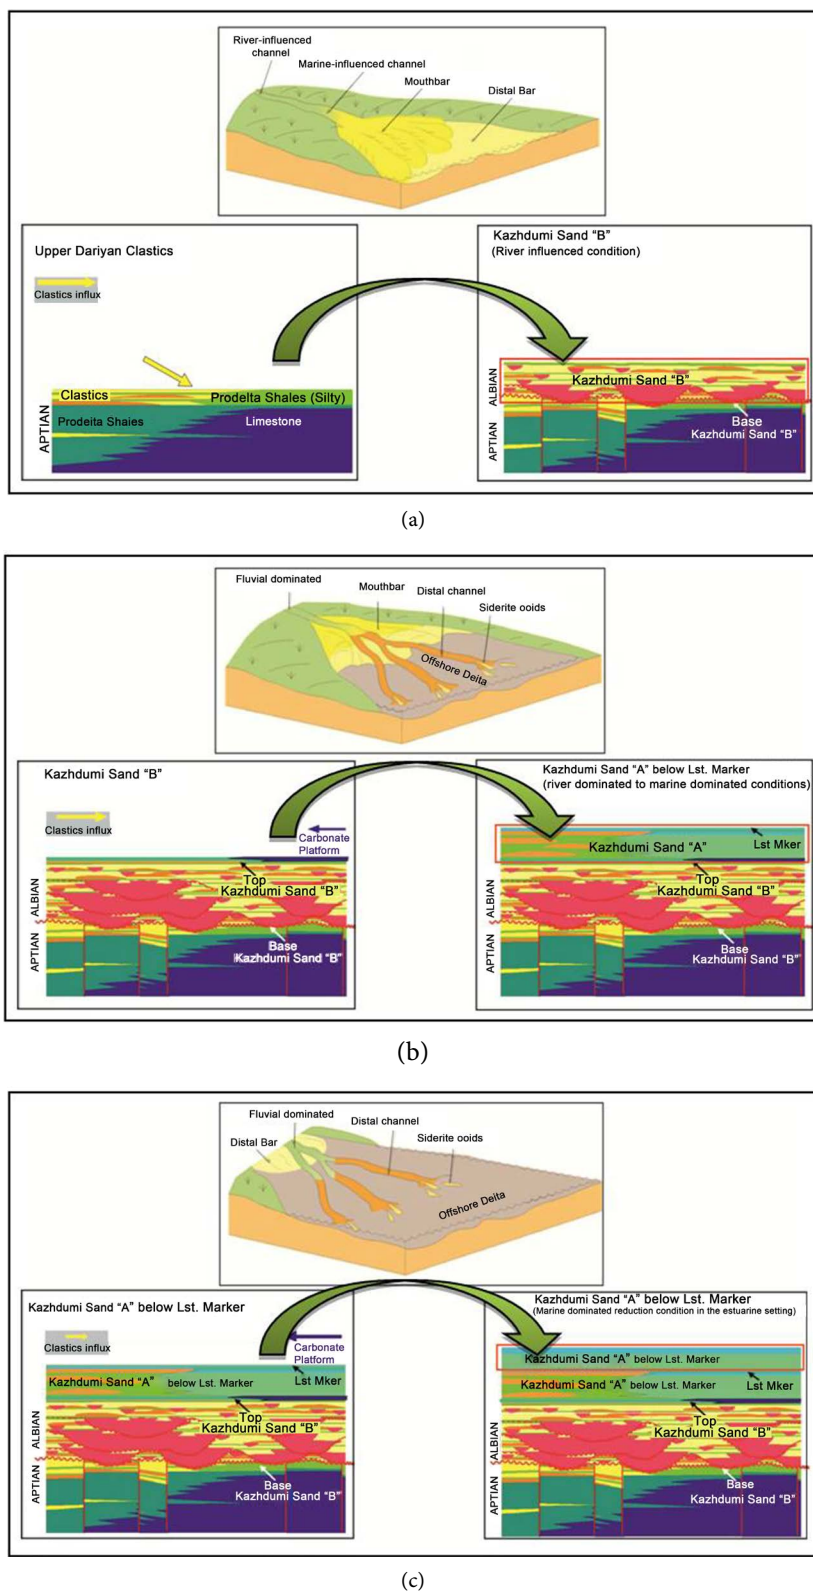 River-influenced
channel
Marine-influenced channel
Mouthbar
Distal Bar
Upper Dariyan Clastics
Clastics influx
Clastics
Prodelta Shales (Silty)
Prodelta Shales
Limestone
APTIAN
Kazhdumi Sand “B”
(River influenced condition)
Kazhdumi Sand “B”
Base
Kazhdumi Sand “B”
ALBIAN
APTIAN
(a)
Fluvial dominated
Mouthbar
Distal channel
Siderite ooids
Offshore Delta
Kazhdumi Sand “B”
Clastics influx
Carbonate
Platform
Top
Kazhdumi Sand “B”
Base
Kazhdumi Sand “B”
ALBIAN
APTIAN
Kazhdumi Sand “A” below Lst. Marker
(river dominated to marine dominated conditions)
Kazhdumi Sand “A”
Lst Mker
Top
Kazhdumi Sand “B”
Base
Kazhdumi Sand “B”
ALBIAN
APTIAN
(b)
Fluvial dominated
Distal channel
Distal Bar
Siderite ooids
Offshore Delta
Kazhdumi Sand “A” below Lst. Marker
Clastics influx
Carbonate
Platform
Kazhdumi Sand “A” below Lst. Marker
Lst Mker
Top
Kazhdumi Sand “B”
Base
Kazhdumi Sand “B”
ALBIAN
APTIAN
Kazhdumi Sand “A” below Lst. Marker
(Marine dominated reduction condition in the estuarine setting)
Kazhdumi Sand “A” below Lst. Marker
Kazhdumi Sand “A” below Lst. Marker
Lst Mker
Top
Kazhdumi Sand “B”
Base
Kazhdumi Sand “B”
ALBIAN
APTIAN
(c)